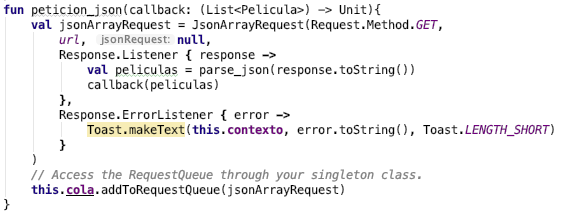 fun peticion_json(callback: (List<Pelicula>) -> Unit){
    val jsonArrayRequest = JsonArrayRequest(Request.Method.GET,
        url, jsonRequest: null,
        Response.Listener { response ->
            val peliculas = parse_json(response.toString())
            callback(peliculas)
        },
        Response.ErrorListener { error ->
            Toast.makeText(this.contexto, error.toString(), Toast.LENGTH_SHORT)
        }
    )
    // Access the RequestQueue through your singleton class.
    this.cola.addToRequestQueue(jsonArrayRequest)
}